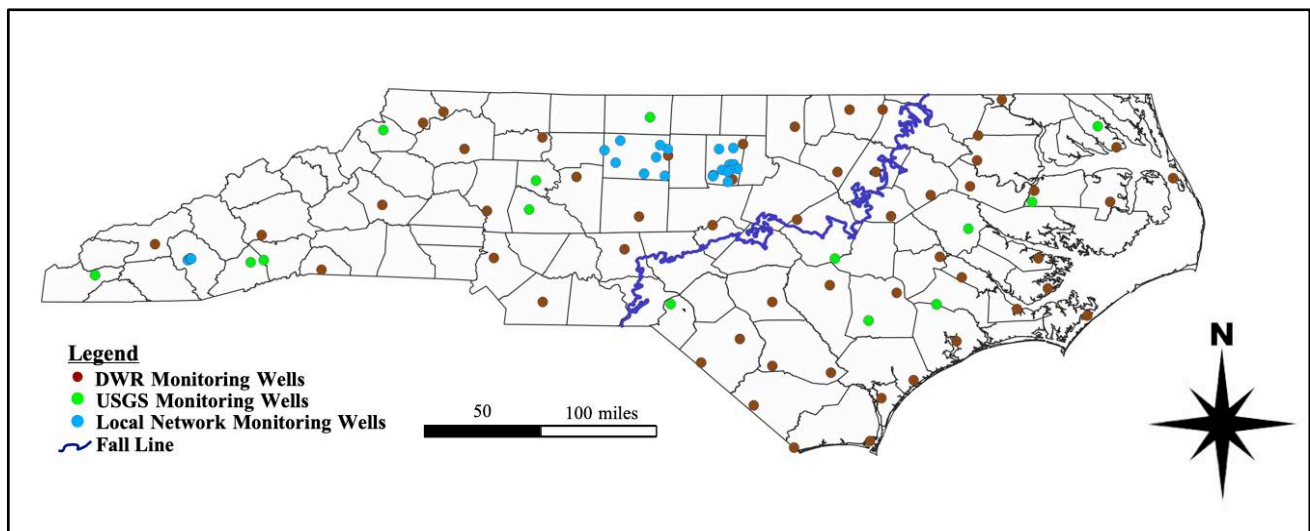 N
Legend
DWR Monitoring Wells
USGS Monitoring Wells
Local Network Monitoring Wells
Fall Line
50 100 miles